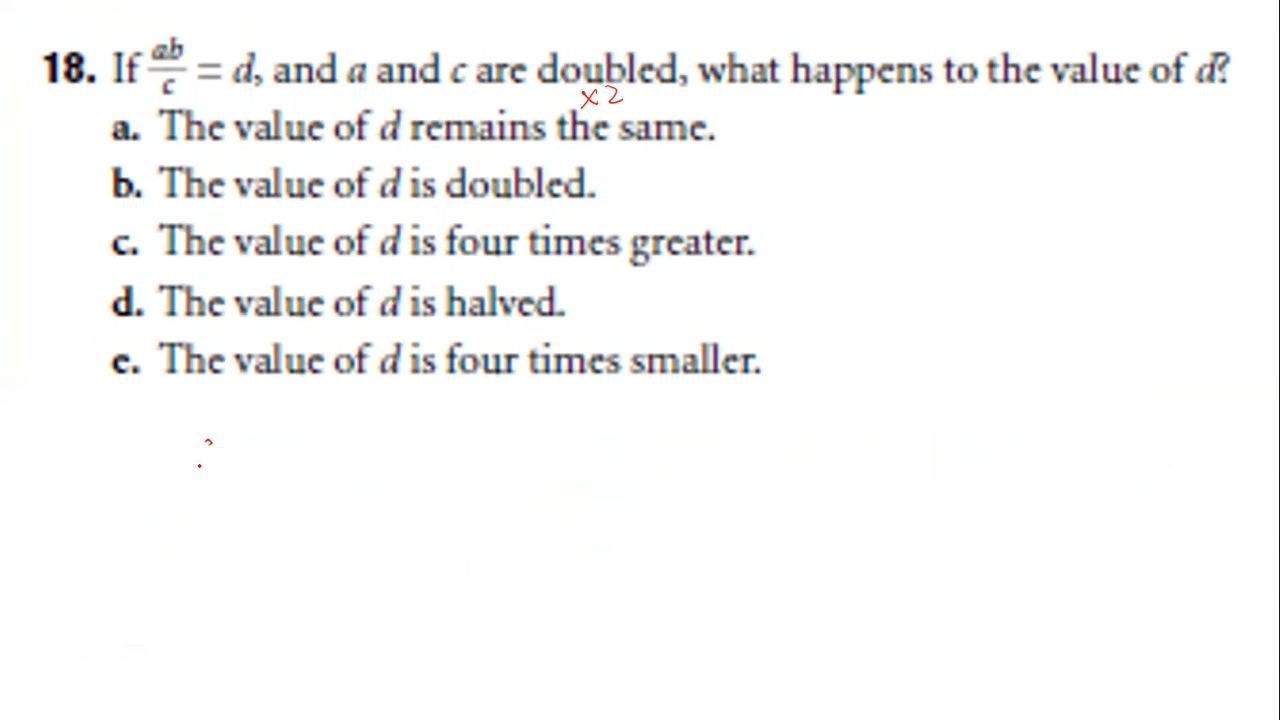 18. If ab/c = d, and a and c are doubled, what happens to the value of d?
×2
a. The value of d remains the same.
b. The value of d is doubled.
c. The value of d is four times greater.
d. The value of d is halved.
e. The value of d is four times smaller.